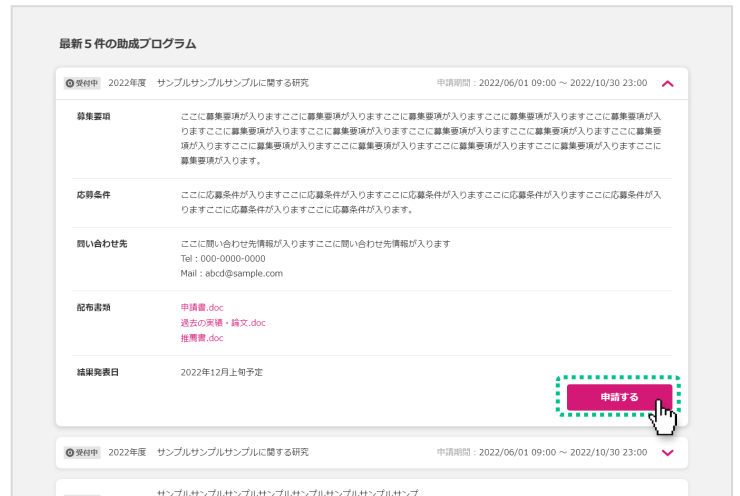 最新5件の助成プログラム
受付中 2022年度 サンプルサンプルサンプルに関する研究 申請期間：2022/06/01 09:00 ～ 2022/10/30 23:00
募集要項 ここに募集要項が入りますここに募集要項が入りますここに募集要項が入りますここに募集要項が入りますここに募集要項が入
りますここに募集要項が入りますここに募集要項が入りますここに募集要項が入りますここに募集要項が入りますここに募集要
項が入りますここに募集要項が入りますここに募集要項が入りますここに募集要項が入りますここに募集要項が入りますここに
募集要項が入ります。
応募条件 ここに応募条件が入りますここに応募条件が入りますここに応募条件が入りますここに応募条件が入りますここに応募条件が入
りますここに応募条件が入りますここに応募条件が入ります。
問い合わせ先 ここに問い合わせ先情報が入りますここに問い合わせ先情報が入ります
Tel：000-0000-0000
Mail：abcd@sample.com
配布書類 申請書.doc
過去の実績・論文.doc
推薦書.doc
結果発表日 2022年12月上旬予定
申請する
受付中 2022年度 サンプルサンプルサンプルに関する研究 申請期間：2022/06/01 09:00 ～ 2022/10/30 23:00
サンプルサンプルサンプルサンプルサンプルサンプルサンプルサンプ